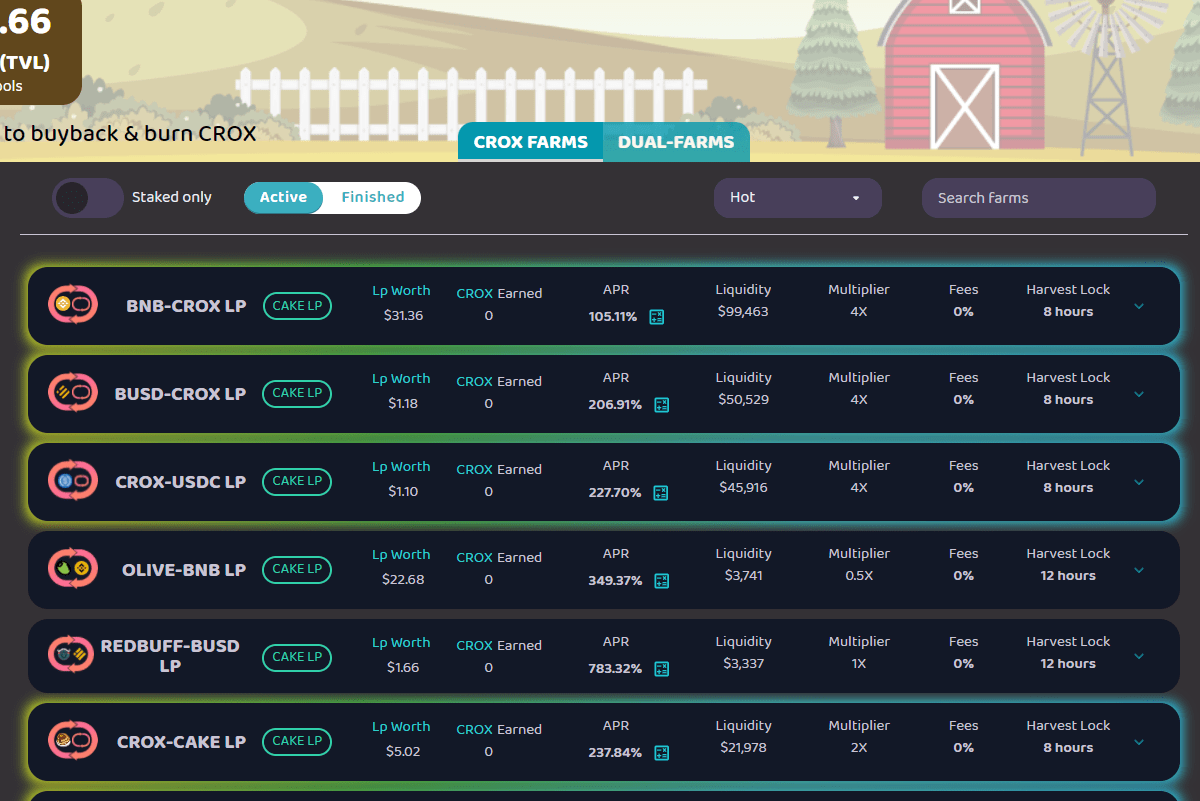 .66
(TVL)
to buyback & burn CROX
CROX FARMS
DUAL-FARMS
Staked only
Active
Finished
Hot
Search Farms
BNB-CROX LP
CAKE LP
Lp Worth
$31.36
CROX Earned
0
APR
105.11%
Liquidity
$99,463
Multiplier
4X
Fees
0%
Harvest Lock
8 hours
BUSD-CROX LP
CAKE LP
Lp Worth
$1.18
CROX Earned
0
APR
206.91%
Liquidity
$50,529
Multiplier
4X
Fees
0%
Harvest Lock
8 hours
CROX-USDC LP
CAKE LP
Lp Worth
$1.10
CROX Earned
0
APR
227.70%
Liquidity
$45,916
Multiplier
4X
Fees
0%
Harvest Lock
8 hours
OLIVE-BNB LP
CAKE LP
Lp Worth
$22.68
CROX Earned
0
APR
349.37%
Liquidity
$3,741
Multiplier
0.5X
Fees
0%
Harvest Lock
12 hours
REDBUFF-BUSD
LP
CAKE LP
Lp Worth
$1.66
CROX Earned
0
APR
783.32%
Liquidity
$3,337
Multiplier
1X
Fees
0%
Harvest Lock
12 hours
CROX-CAKE LP
CAKE LP
Lp Worth
$5.02
CROX Earned
0
APR
237.84%
Liquidity
$21,978
Multiplier
2X
Fees
0%
Harvest Lock
8 hours